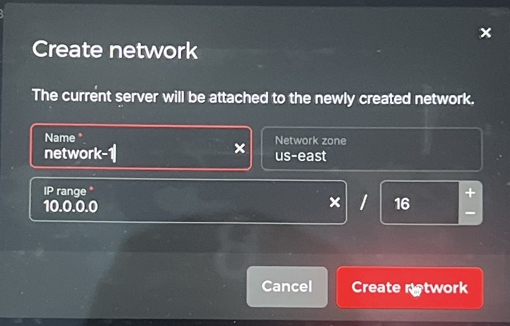 Create network
The current server will be attached to the newly created network.
Name *
network-1
Network zone
us-east
IP range *
10.0.0.0
/
16
Cancel
Create network